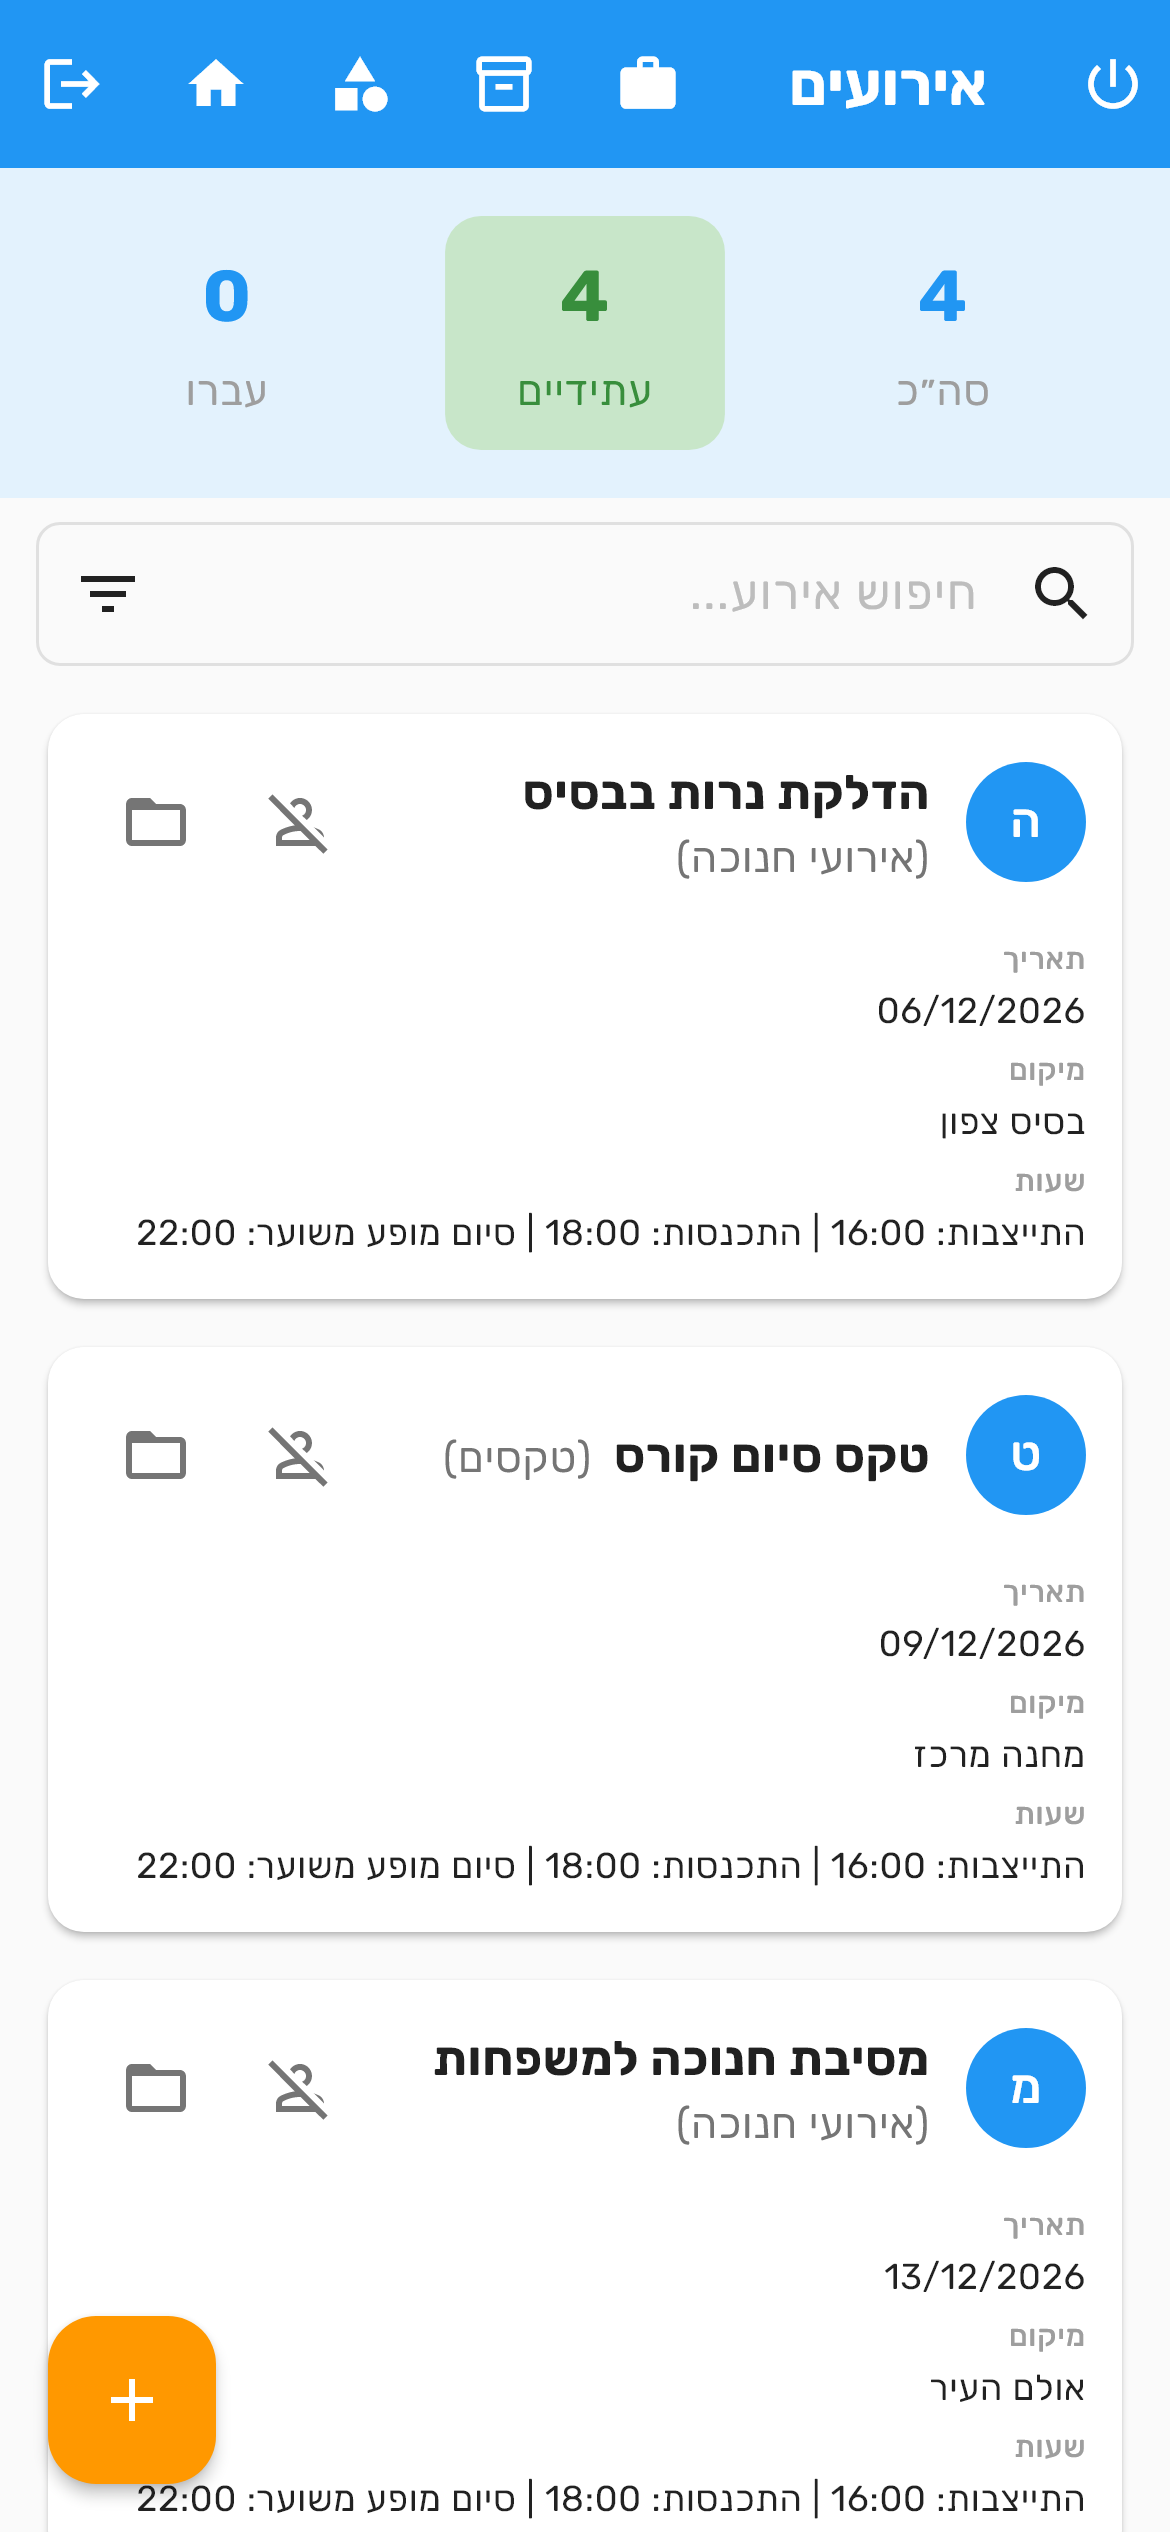 אירועים
4
סה״כ
4
עתידיים
0
עברו
חיפוש אירוע...
ה
הדלקת נרות בבסיס
(אירועי חנוכה)
תאריך
06/12/2026
מיקום
בסיס צפון
שעות
התייצבות: 16:00 | התכנסות: 18:00 | סיום מופע משוער: 22:00
ט
טקס סיום קורס (טקסים)
תאריך
09/12/2026
מיקום
מחנה מרכז
שעות
התייצבות: 16:00 | התכנסות: 18:00 | סיום מופע משוער: 22:00
מ
מסיבת חנוכה למשפחות
(אירועי חנוכה)
תאריך
13/12/2026
מיקום
אולם העיר
שעות
התייצבות: 16:00 | התכנסות: 18:00 | סיום מופע משוער: 22:00